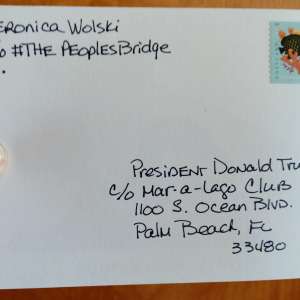 ERONICA WOLSKI
O #THE PEOPLESBRIDGE
PRESIDENT DONALD TRU
C/O MAR-A-LAGO CLUB
1100 S. OCEAN BLVD.
PALM BEACH, FL
33480